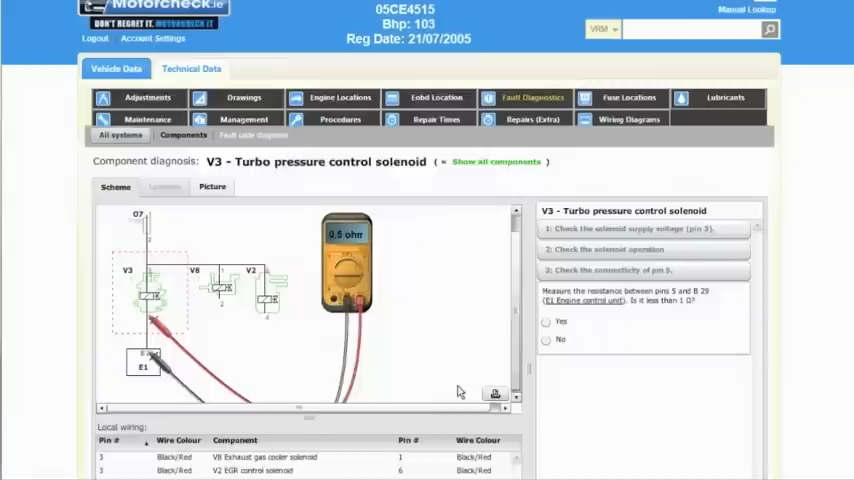 Motorcheck.ie
DON'T REGRET IT. MOTORCHECK IT
Logout Account Settings
05CE4515
Bhp: 103
Reg Date: 21/07/2005
Manual Lookup
VRM
Vehicle Data Technical Data
Adjustments Drawings Engine Locations Eobd Location Fault Diagnostics Fuse Locations Lubricants
Maintenance Management Procedures Repair Times Repairs (Extra) Wiring Diagrams
All systems Components Fault code diagnosis
Component diagnosis: V3 - Turbo pressure control solenoid ( « Show all components )
Scheme Location Picture
O7
2
V3 V8 V2
0.5 ohm
2
4
E1
V3 - Turbo pressure control solenoid
1: Check the solenoid supply voltage (pin 3).
2: Check the solenoid operation
3: Check the connectivity of pin 5.
Measure the resistance between pins 5 and B 29
(E1 Engine control unit). Is it less than 1 Ω?
Yes
No
Local wiring:
Pin # Wire Colour Component Pin # Wire Colour
3 Black/Red V8 Exhaust gas cooler solenoid 1 Black/Red
3 Black/Red V2 EGR control solenoid 6 Black/Red